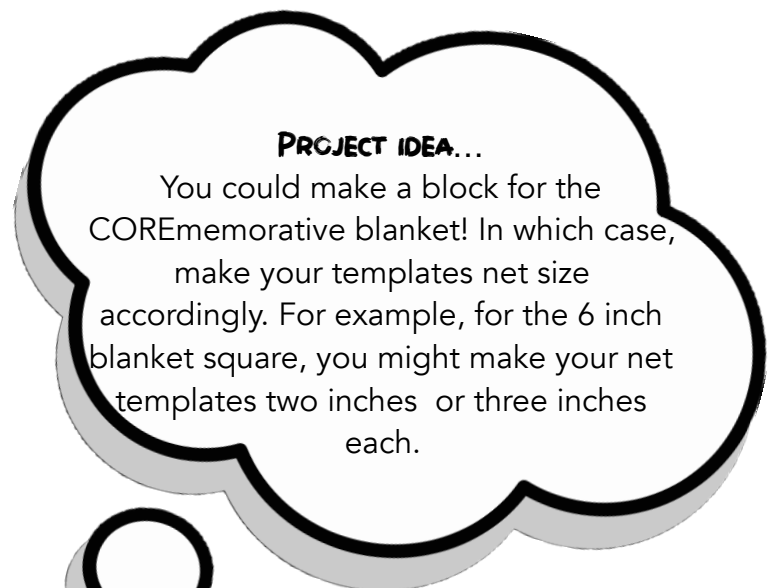 PROJECT IDEA...
You could make a block for the
COREmemorative blanket! In which case,
make your templates net size
accordingly. For example, for the 6 inch
blanket square, you might make your net
templates two inches  or three inches
each.